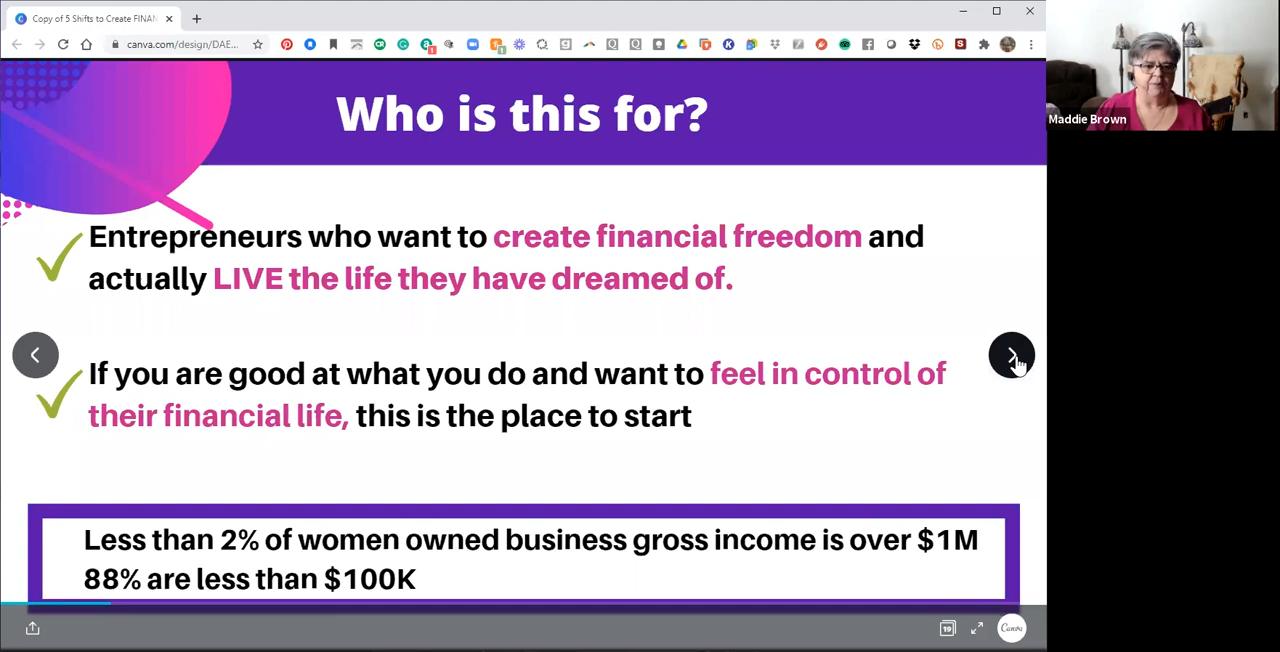 Copy of 5 Shifts to Create FINAN
canva.com/design/DAE...
Who is this for?
Entrepreneurs who want to create financial freedom and
actually LIVE the life they have dreamed of.
If you are good at what you do and want to feel in control of
their financial life, this is the place to start
Less than 2% of women owned business gross income is over $1M
88% are less than $100K
19
Canva
Maddie Brown